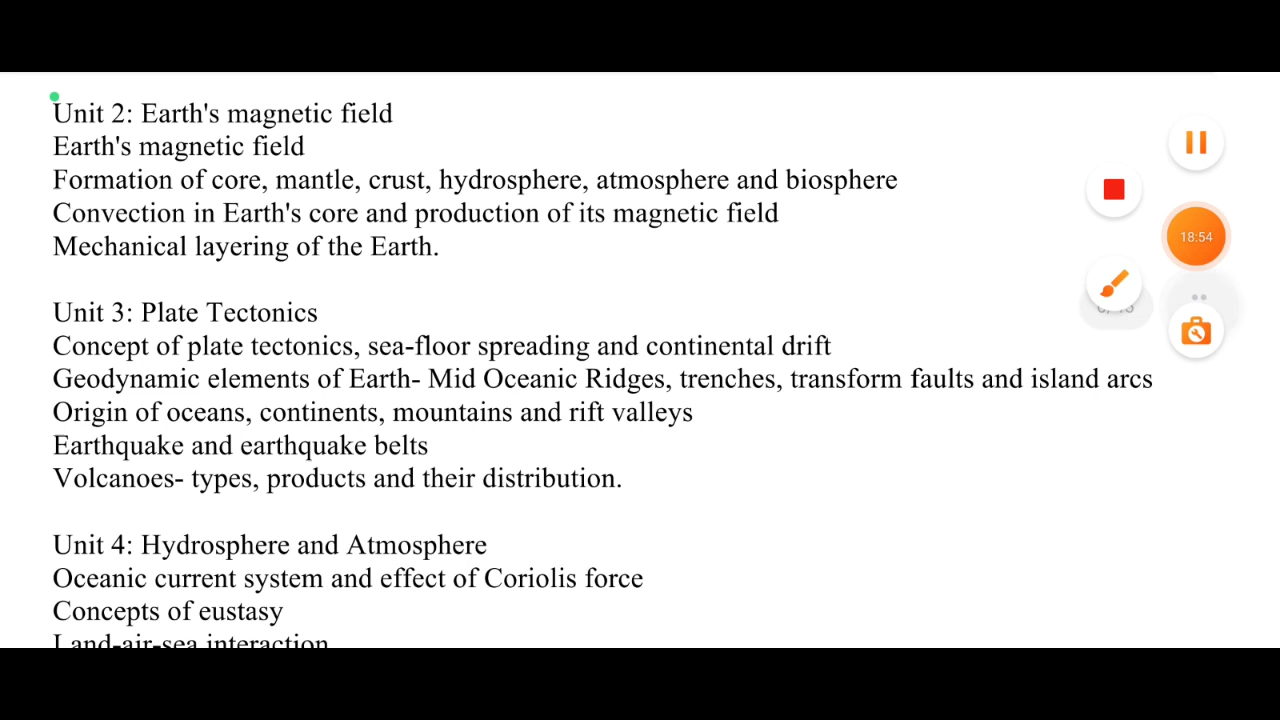 Unit 2: Earth's magnetic field
Earth's magnetic field
Formation of core, mantle, crust, hydrosphere, atmosphere and biosphere
Convection in Earth's core and production of its magnetic field
Mechanical layering of the Earth.
18:54
Unit 3: Plate Tectonics
Concept of plate tectonics, sea-floor spreading and continental drift
Geodynamic elements of Earth- Mid Oceanic Ridges, trenches, transform faults and island arcs
Origin of oceans, continents, mountains and rift valleys
Earthquake and earthquake belts
Volcanoes- types, products and their distribution.
Unit 4: Hydrosphere and Atmosphere
Oceanic current system and effect of Coriolis force
Concepts of eustasy
Land-air-sea interaction